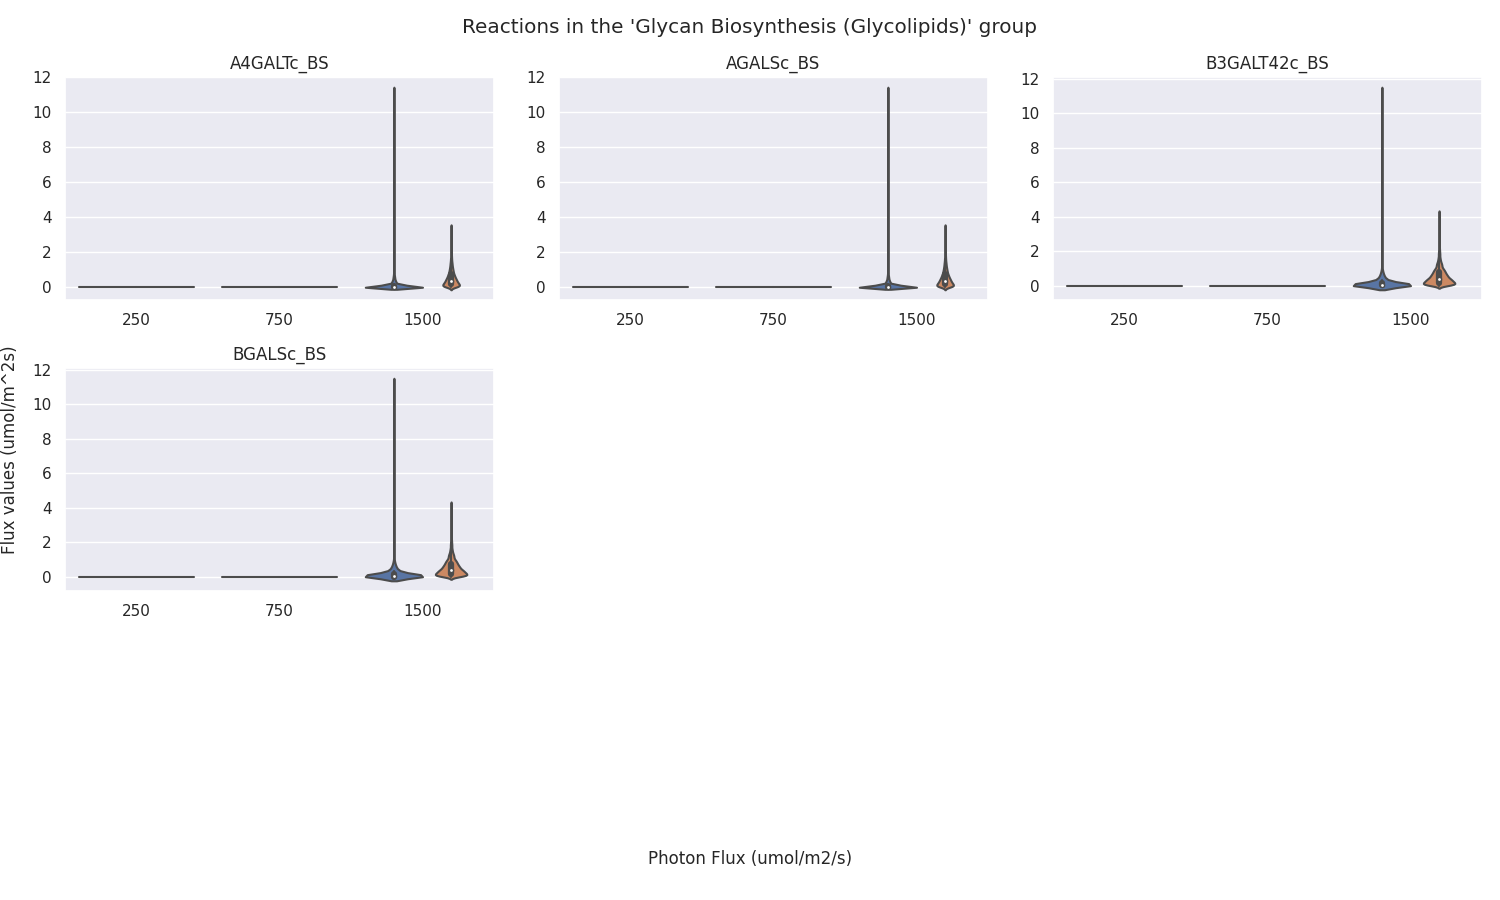 Reactions in the 'Glycan Biosynthesis (Glycolipids)' group
A4GALTc_BS
AGALSc_BS
B3GALT42c_BS
12
10
8
6
4
2
0
250 750 1500
12
10
8
6
4
2
0
250 750 1500
12
10
8
6
4
2
0
250 750 1500
BGALSc_BS
12
10
8
6
4
2
0
250 750 1500
Flux values (umol/m^2s)
Photon Flux (umol/m2/s)